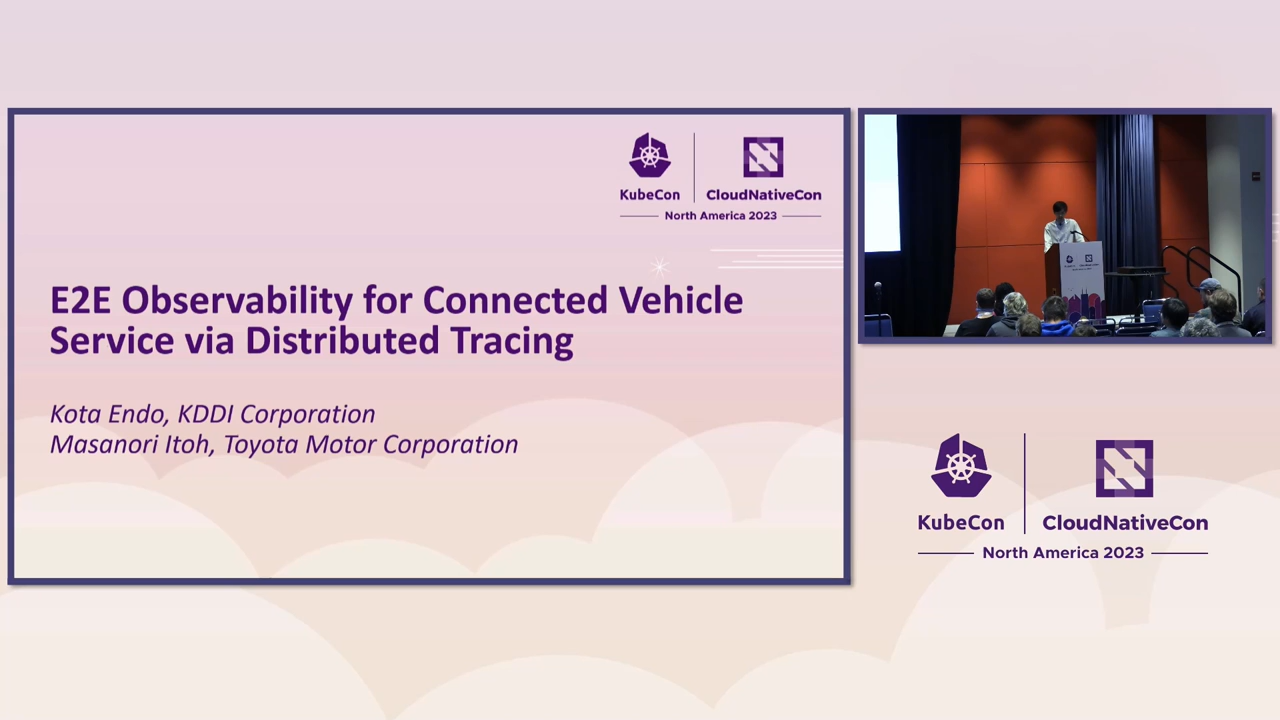 KubeCon
CloudNativeCon
North America 2023
E2E Observability for Connected Vehicle
Service via Distributed Tracing
Kota Endo, KDDI Corporation
Masanori Itoh, Toyota Motor Corporation
KubeCon
CloudNativeCon
North America 2023